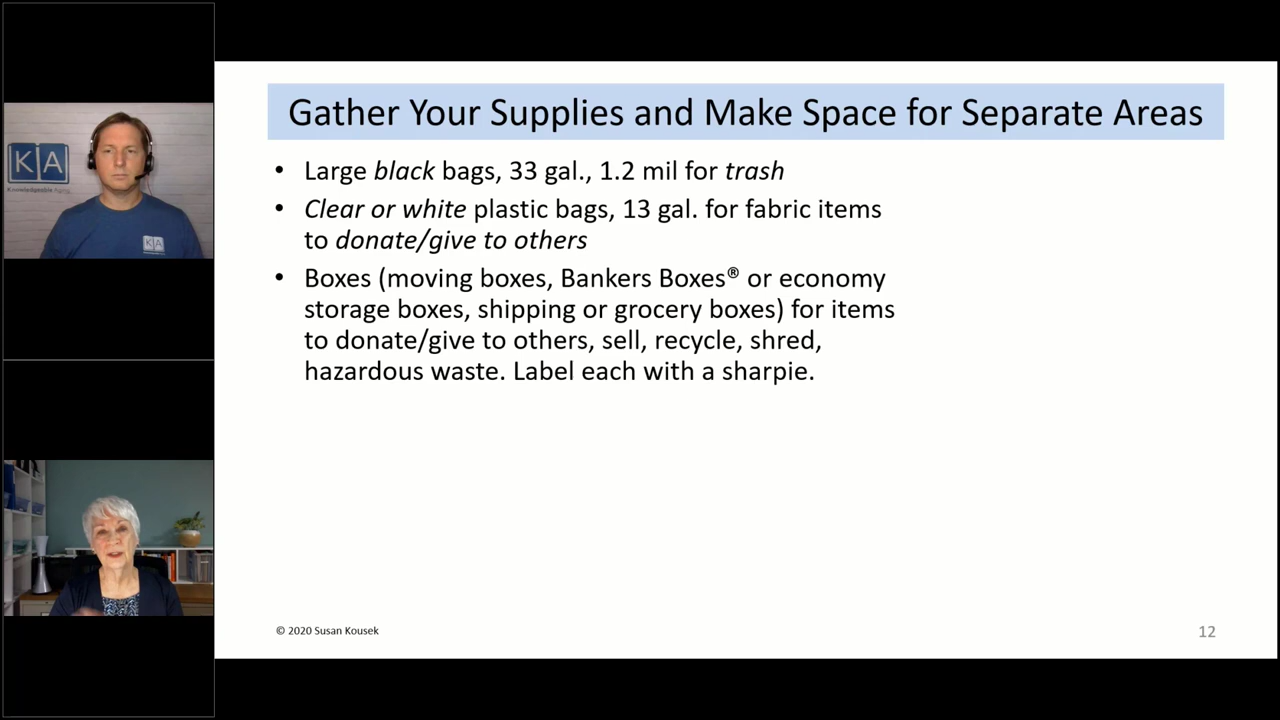 Gather Your Supplies and Make Space for Separate Areas
• Large black bags, 33 gal., 1.2 mil for trash
• Clear or white plastic bags, 13 gal. for fabric items
to donate/give to others
• Boxes (moving boxes, Bankers Boxes® or economy
storage boxes, shipping or grocery boxes) for items
to donate/give to others, sell, recycle, shred,
hazardous waste. Label each with a sharpie.
© 2020 Susan Kousek
12
KA
Knowledgeable Aging
KA